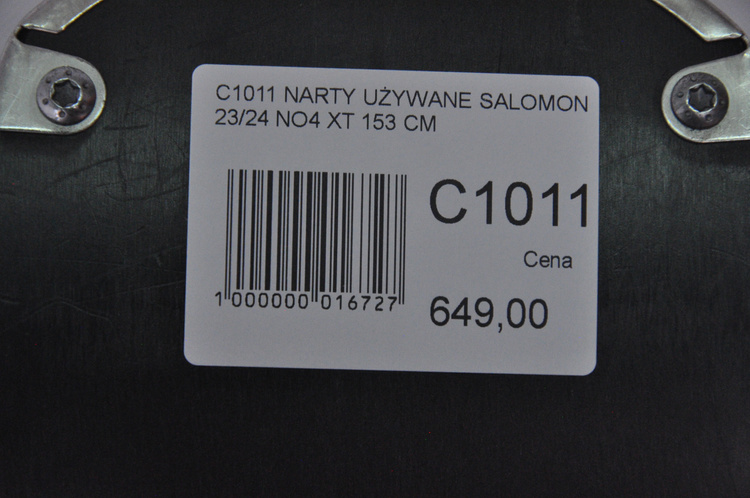 C1011 NARTY UŻYWANE SALOMON
23/24 NO4 XT 153 CM
C1011
Cena
1 000000 016727
649,00